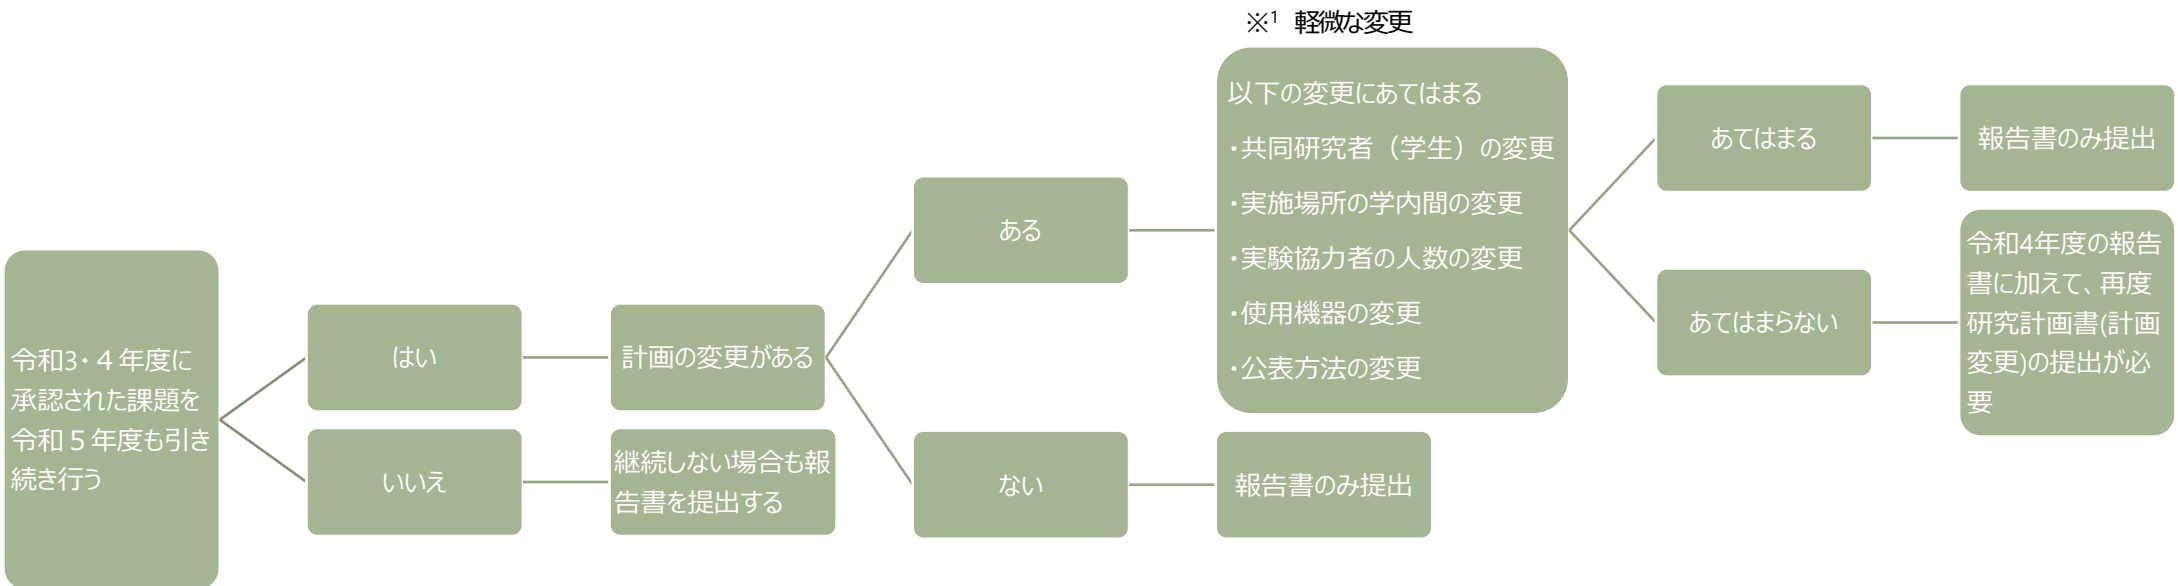 ※1 軽微な変更
令和3・４年度に
承認された課題を
令和５年度も引き
続き行う
はい
いいえ
計画の変更がある
継続しない場合も報
告書を提出する
ある
ない
以下の変更にあてはまる
・共同研究者（学生）の変更
・実施場所の学内間の変更
・実験協力者の人数の変更
・使用機器の変更
・公表方法の変更
報告書のみ提出
あてはまる
あてはまらない
報告書のみ提出
令和4年度の報告
書に加えて、再度
研究計画書(計画
変更)の提出が必
要